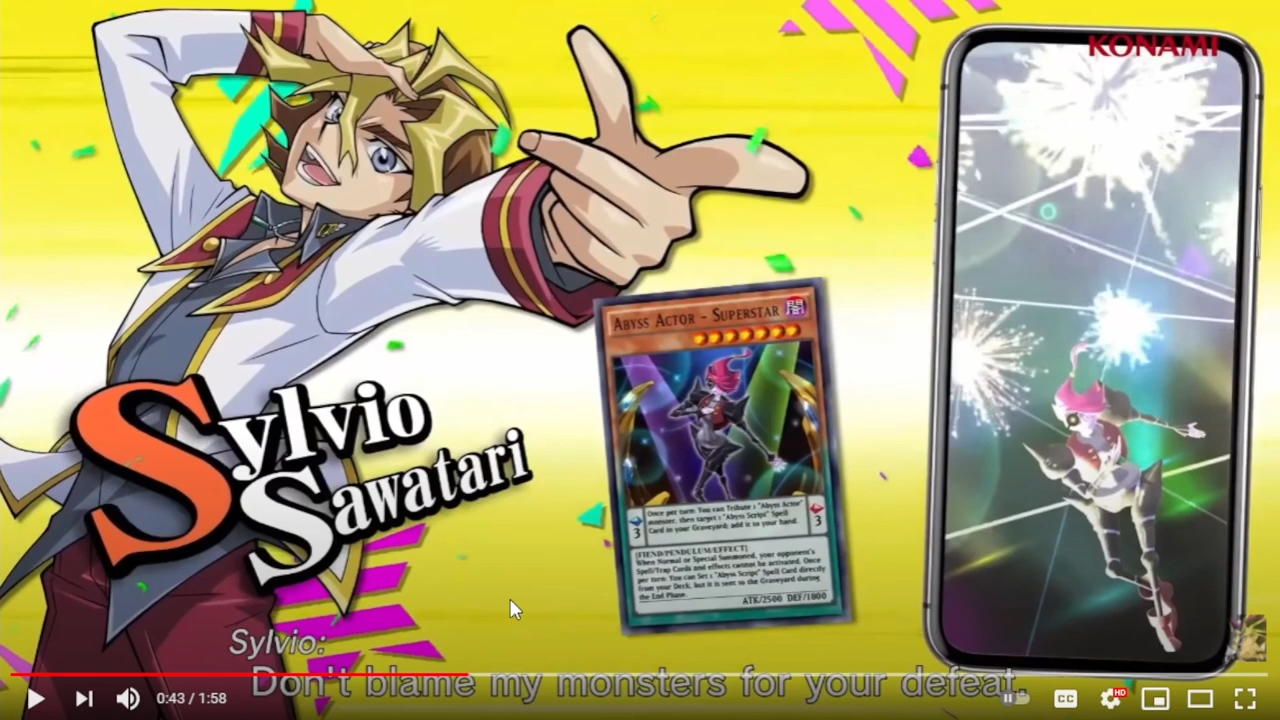 KONAMI
ABYSS ACTOR - SUPERSTAR
闇
Once per turn: You can Tribute 1 "Abyss Actor"
monster, then target 1 "Abyss Script" Spell
Card in your Graveyard; add it to your hand.
3
3
[FIEND/PENDULUM/EFFECT]
When Normal or Special Summoned, your opponent's
Spell/Trap Cards and effects cannot be activated. Once
per turn: You can Set 1 "Abyss Script" Spell Card directly
from your Deck, but it is sent to the Graveyard during
the End Phase.
ATK/2500 DEF/1800
Sylvio
Sawatari
Sylvio:
Don't blame my monsters for your defeat.
0:43 / 1:58
CC
HD